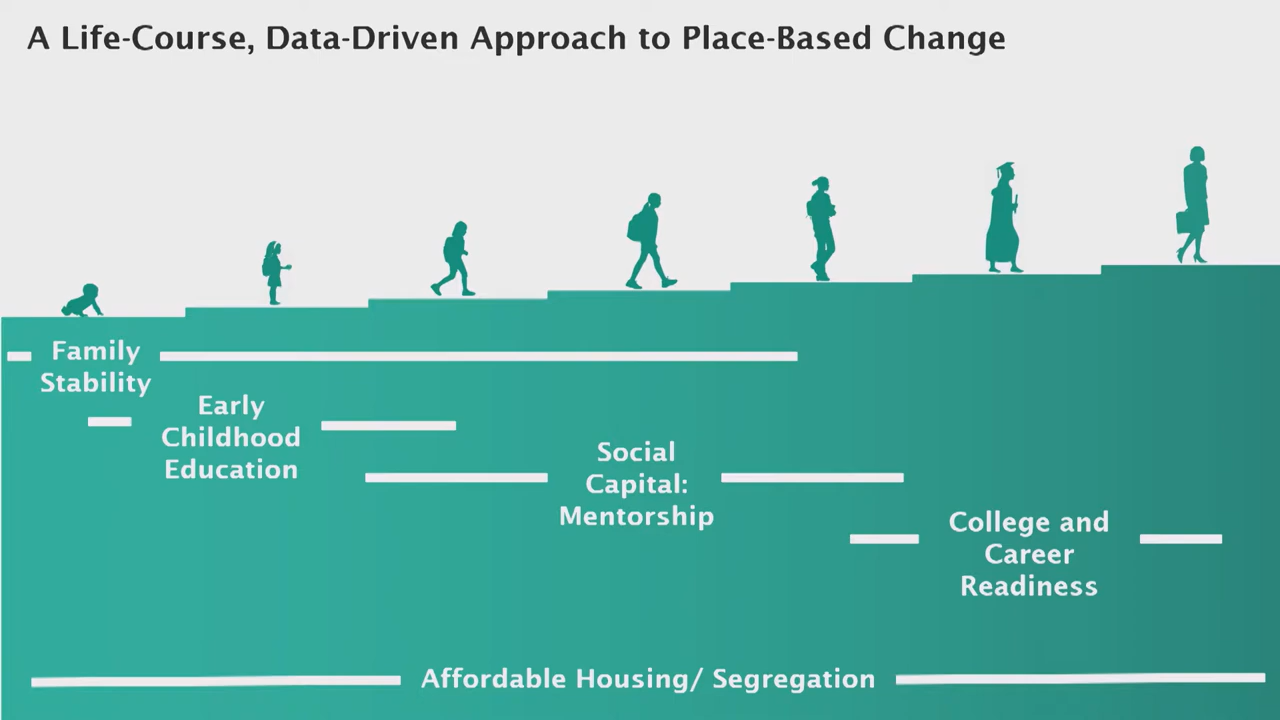 A Life-Course, Data-Driven Approach to Place-Based Change
Family
Stability
Early
Childhood
Education
Social
Capital:
Mentorship
College and
Career
Readiness
Affordable Housing/ Segregation